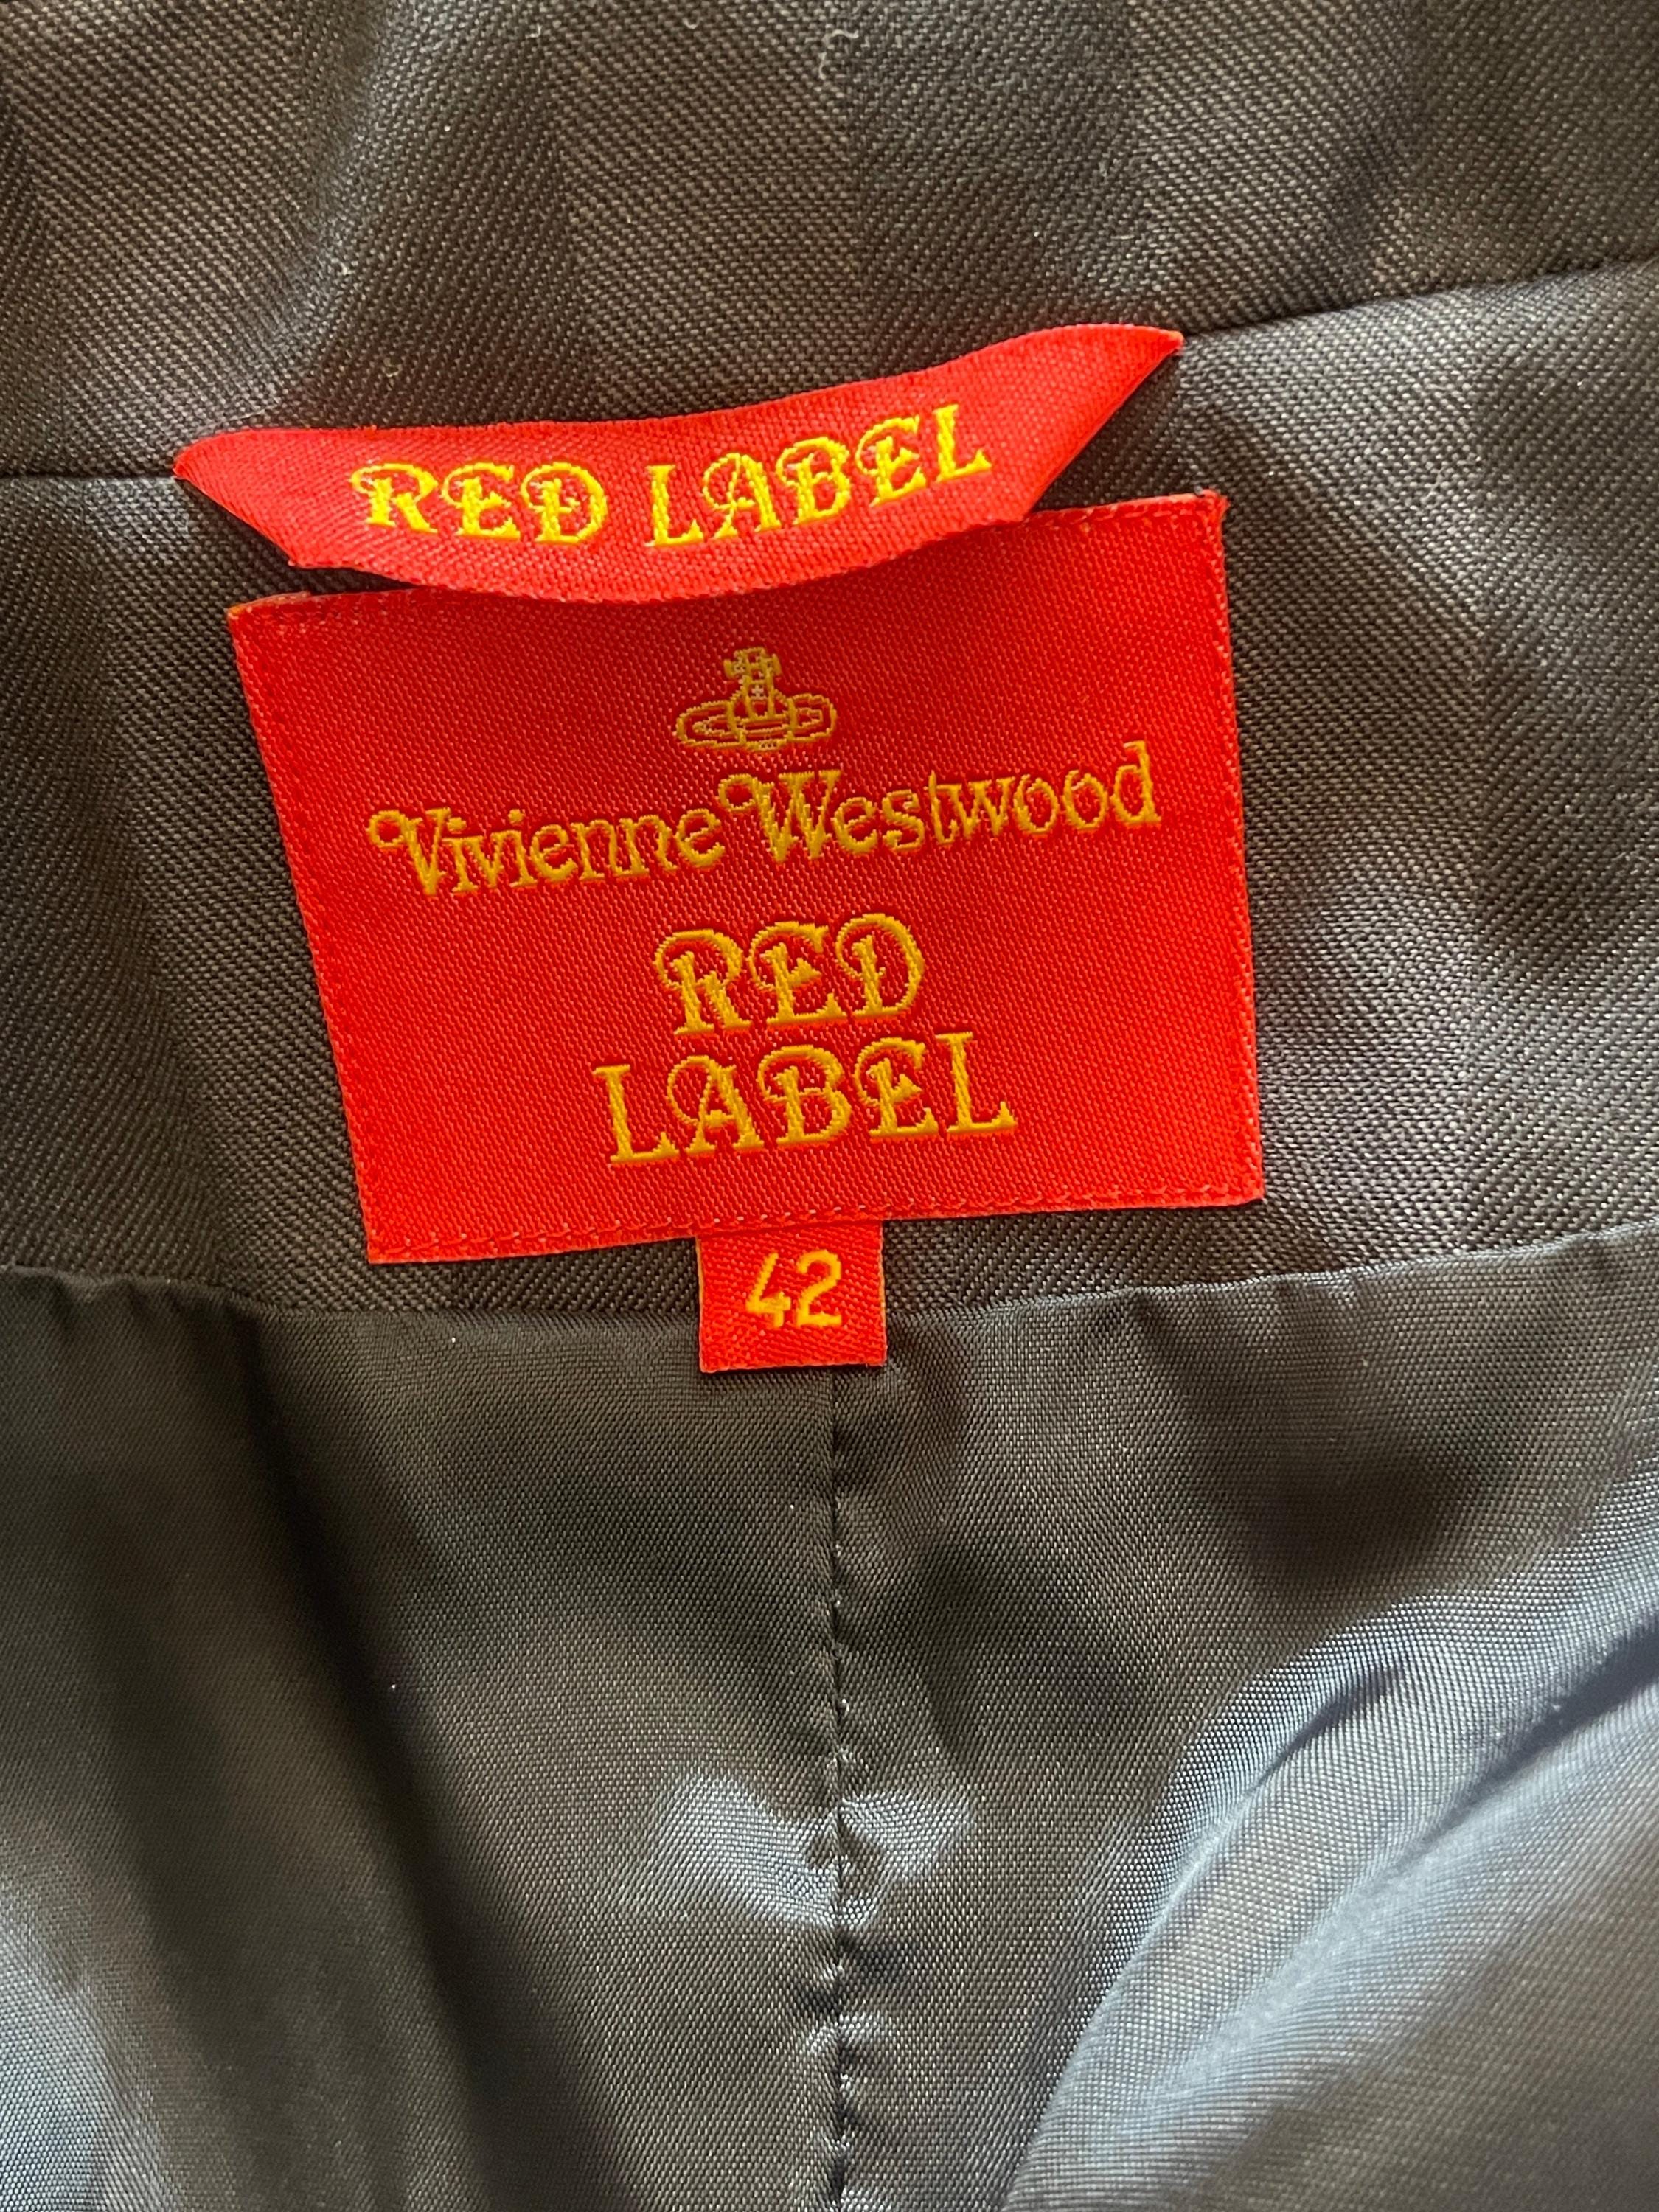 RED LABEL
Vivienne Westwood
RED
LABEL
42